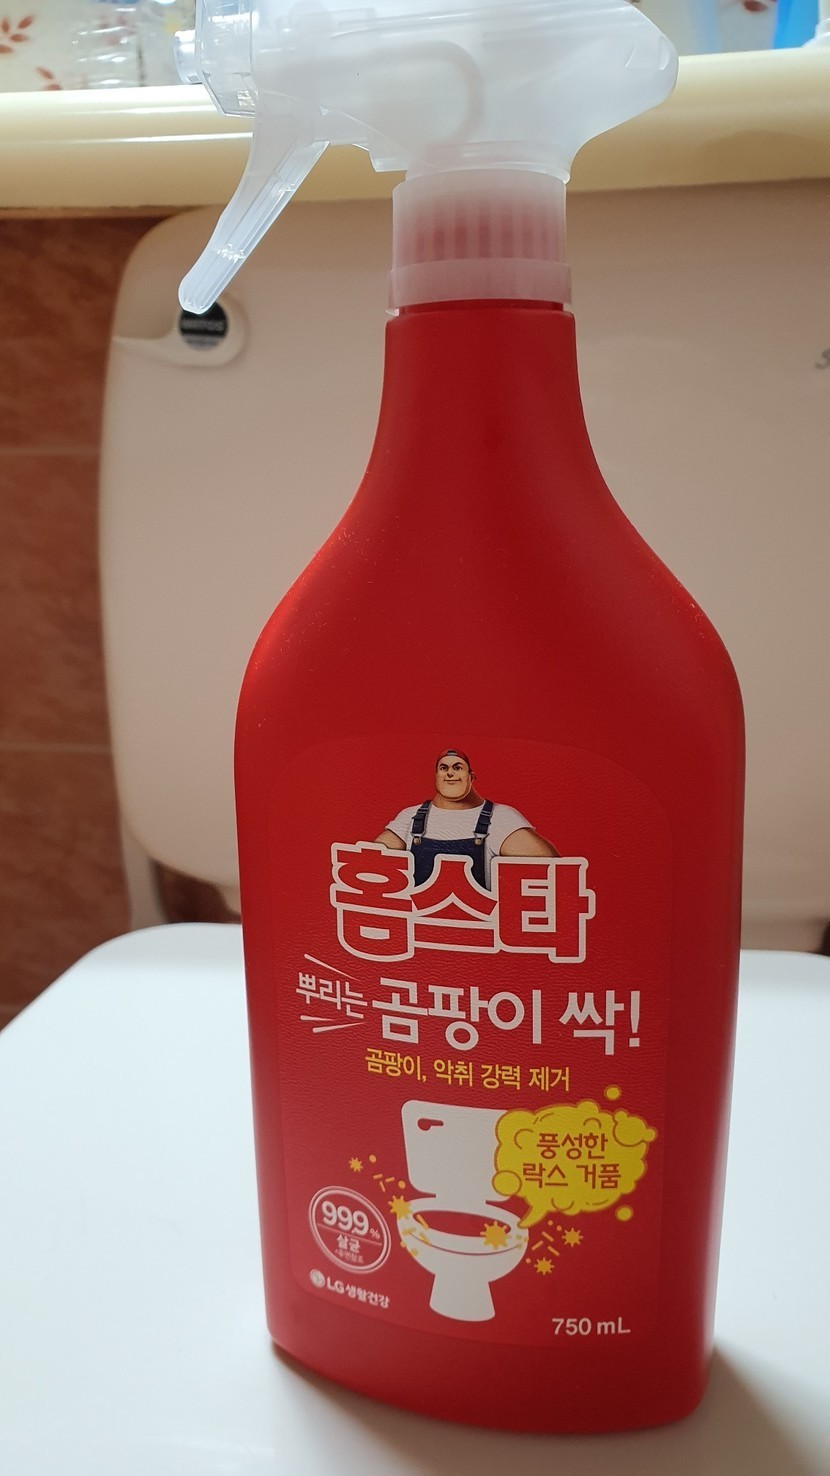 홈스타
뿌리는 곰팡이 싹!
곰팡이, 악취 강력 제거
풍성한
락스 거품
99.9%
살균
LG생활건강
750 mL